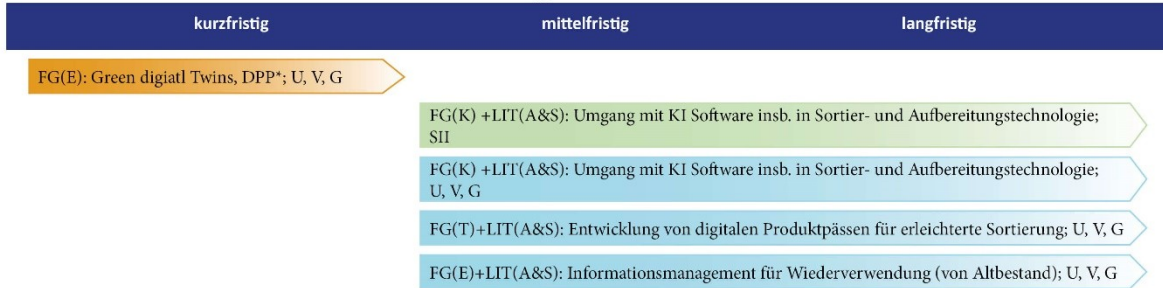 kurzfristig mittelfristig langfristig
FG(E): Green digiatl Twins, DPP*; U, V, G
FG(K) +LIT(A&S): Umgang mit KI Software insb. in Sortier- und Aufbereitungstechnologie;
SII
FG(K) +LIT(A&S): Umgang mit KI Software insb. in Sortier- und Aufbereitungstechnologie;
U, V, G
FG(T)+LIT(A&S): Entwicklung von digitalen Produktpässen für erleichterte Sortierung; U, V, G
FG(E)+LIT(A&S): Informationsmanagement für Wiederverwendung (von Altbestand); U, V, G